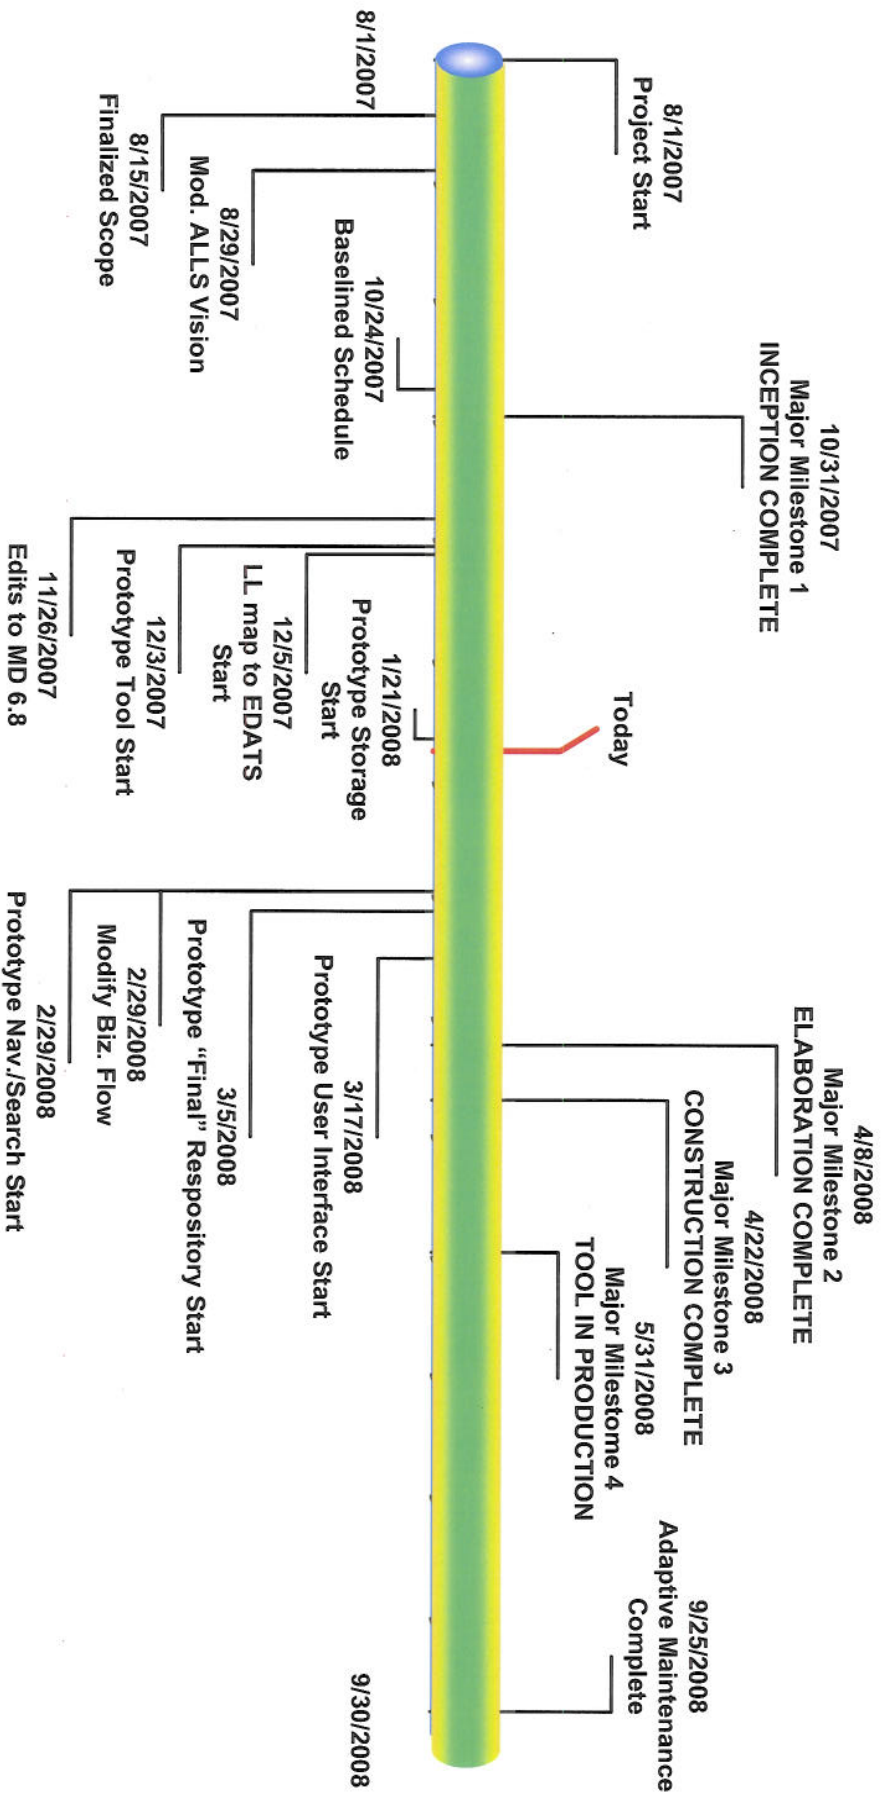 4/8/2008
Major Milestone 2
ELABORATION COMPLETE
10/31/2007
Major Milestone 1
INCEPTION COMPLETE
4/22/2008
Major Milestone 3
CONSTRUCTION COMPLETE
8/1/2007
Project Start
Today
5/31/2008
Major Milestome 4
TOOL IN PRODUCTION
9/25/2008
Adaptive Maintenance
Complete
8/1/2007
9/30/2008
10/24/2007
Baselined Schedule
1/21/2008
Prototype Storage
Start
3/17/2008
Prototype User Interface Start
8/29/2007
Mod. ALLS Vision
12/5/2007
LL map to EDATS
Start
3/5/2008
Prototype “Final” Respository Start
8/15/2007
Finalized Scope
12/3/2007
Prototype Tool Start
2/29/2008
Modify Biz. Flow
11/26/2007
Edits to MD 6.8
2/29/2008
Prototype Nav./Search Start